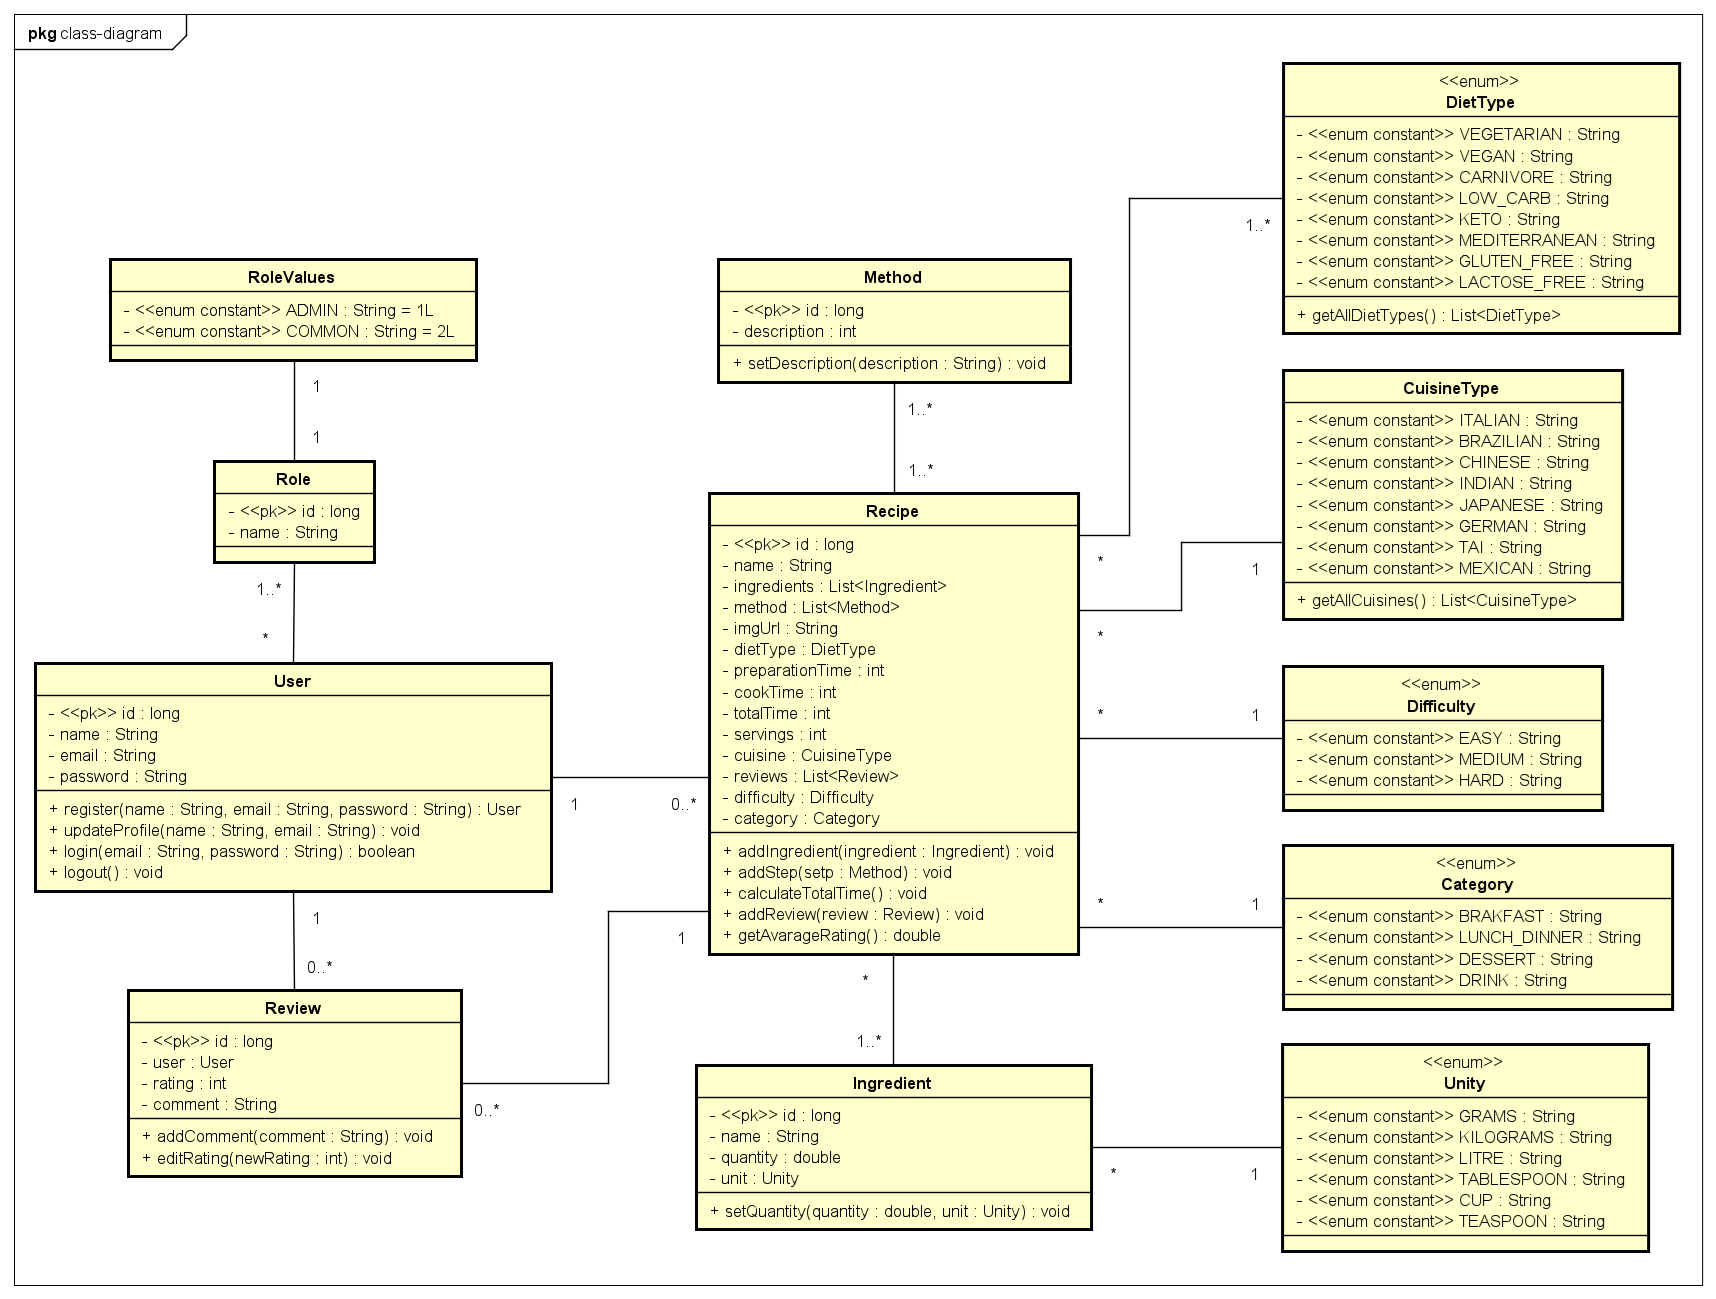 pkg class-diagram
<<enum>>
DietType
- <<enum constant>> VEGETARIAN : String
- <<enum constant>> VEGAN : String
- <<enum constant>> CARNIVORE : String
- <<enum constant>> LOW_CARB : String
- <<enum constant>> KETO : String
- <<enum constant>> MEDITERRANEAN : String
- <<enum constant>> GLUTEN_FREE : String
- <<enum constant>> LACTOSE_FREE : String
+ getAllDietTypes() : List<DietType>
1..*
*
RoleValues
- <<enum constant>> ADMIN : String = 1L
- <<enum constant>> COMMON : String = 2L
1
1
Method
- <<pk>> id : long
- description : int
+ setDescription(description : String) : void
1..*
1..*
CuisineType
- <<enum constant>> ITALIAN : String
- <<enum constant>> BRAZILIAN : String
- <<enum constant>> CHINESE : String
- <<enum constant>> INDIAN : String
- <<enum constant>> JAPANESE : String
- <<enum constant>> GERMAN : String
- <<enum constant>> TAI : String
- <<enum constant>> MEXICAN : String
+ getAllCuisines() : List<CuisineType>
1
*
Role
- <<pk>> id : long
- name : String
1..*
*
Recipe
- <<pk>> id : long
- name : String
- ingredients : List<Ingredient>
- method : List<Method>
- imgUrl : String
- dietType : DietType
- preparationTime : int
- cookTime : int
- totalTime : int
- servings : int
- cuisine : CuisineType
- reviews : List<Review>
- difficulty : Difficulty
- category : Category
+ addIngredient(ingredient : Ingredient) : void
+ addStep(setp : Method) : void
+ calculateTotalTime() : void
+ addReview(review : Review) : void
+ getAvarageRating() : double
User
- <<pk>> id : long
- name : String
- email : String
- password : String
+ register(name : String, email : String, password : String) : User
+ updateProfile(name : String, email : String) : void
+ login(email : String, password : String) : boolean
+ logout() : void
1
0..*
<<enum>>
Difficulty
- <<enum constant>> EASY : String
- <<enum constant>> MEDIUM : String
- <<enum constant>> HARD : String
*
1
<<enum>>
Category
- <<enum constant>> BRAKFAST : String
- <<enum constant>> LUNCH_DINNER : String
- <<enum constant>> DESSERT : String
- <<enum constant>> DRINK : String
*
1
1
0..*
Review
- <<pk>> id : long
- user : User
- rating : int
- comment : String
+ addComment(comment : String) : void
+ editRating(newRating : int) : void
1
0..*
*
1..*
Ingredient
- <<pk>> id : long
- name : String
- quantity : double
- unit : Unity
+ setQuantity(quantity : double, unit : Unity) : void
*
1
<<enum>>
Unity
- <<enum constant>> GRAMS : String
- <<enum constant>> KILOGRAMS : String
- <<enum constant>> LITRE : String
- <<enum constant>> TABLESPOON : String
- <<enum constant>> CUP : String
- <<enum constant>> TEASPOON : String